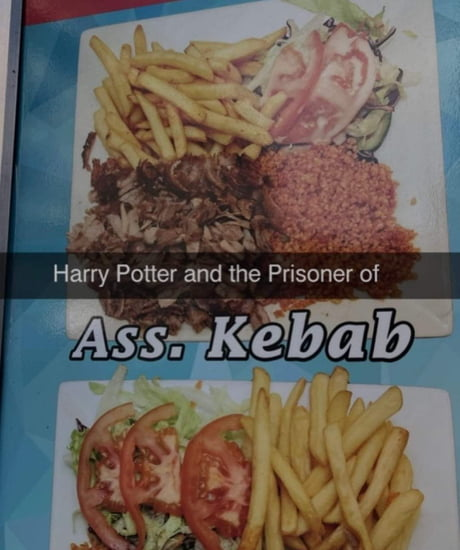 Harry Potter and the Prisoner of
Ass. Kebab